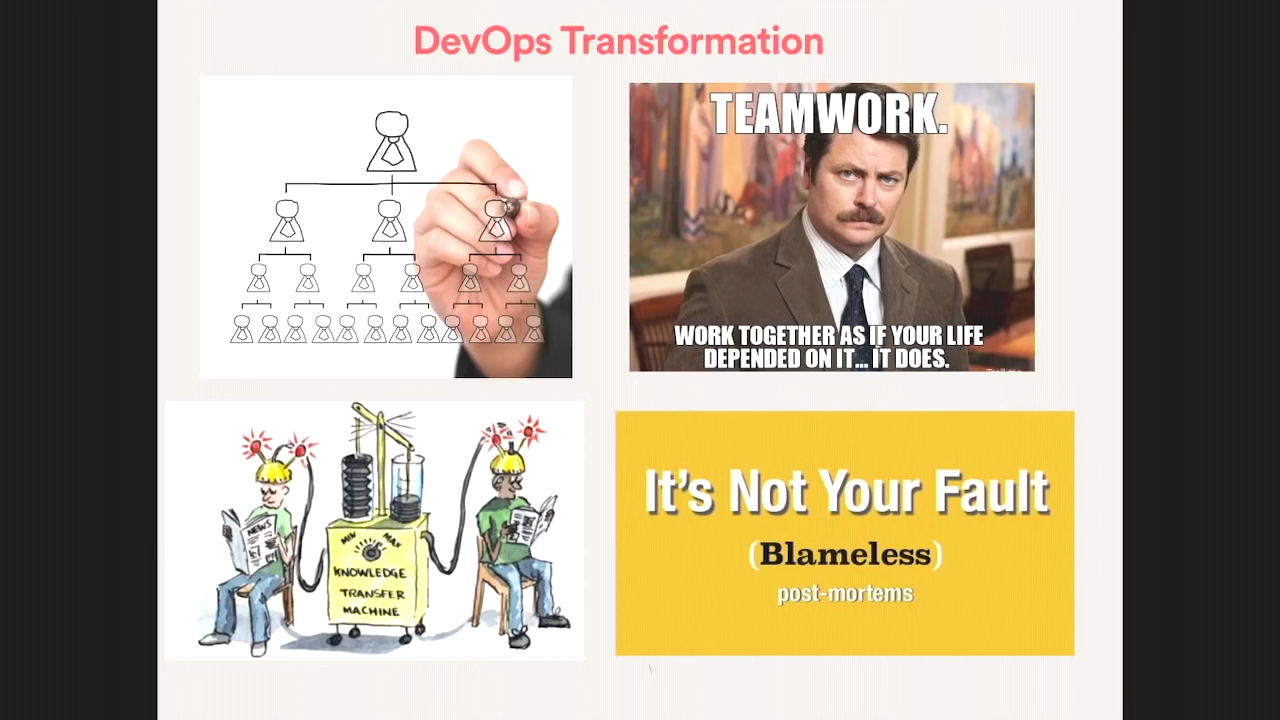 DevOps Transformation
TEAMWORK.
WORK TOGETHER AS IF YOUR LIFE
DEPENDED ON IT... IT DOES.
NEWS
MIN MAX
KNOWLEDGE
TRANSFER
MACHINE
It's Not Your Fault
(Blameless)
post-mortems